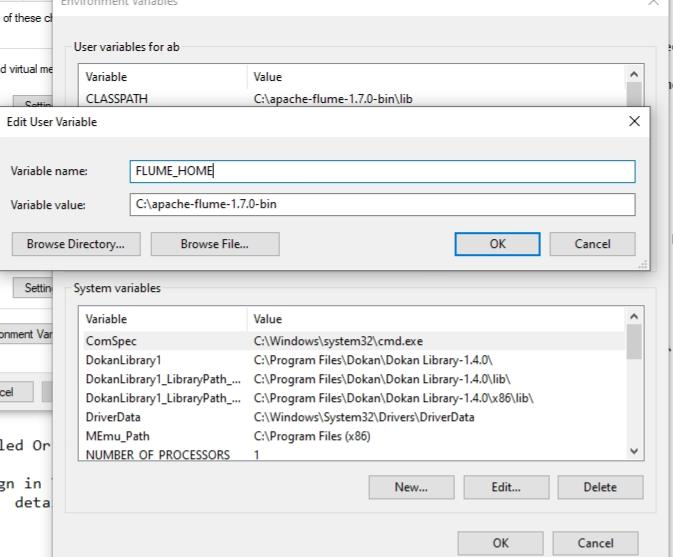 Environment Variables
of these ch
User variables for ab
d virtual me
Variable Value
CLASSPATH C:\apache-flume-1.7.0-bin\lib
Settin
Edit User Variable
Variable name: FLUME_HOME
Variable value: C:\apache-flume-1.7.0-bin
Browse Directory... Browse File... OK Cancel
Settin
System variables
Variable Value
onment Var
ComSpec C:\Windows\system32\cmd.exe
DokanLibrary1 C:\Program Files\Dokan\Dokan Library-1.4.0\
DokanLibrary1_LibraryPath_... C:\Program Files\Dokan\Dokan Library-1.4.0\lib\
cel
DokanLibrary1_LibraryPath_... C:\Program Files\Dokan\Dokan Library-1.4.0\x86\lib\
DriverData C:\Windows\System32\Drivers\DriverData
MEmu_Path C:\Program Files (x86)
led Or
NUMBER_OF_PROCESSORS 1
gn in
New... Edit... Delete
deta
OK Cancel